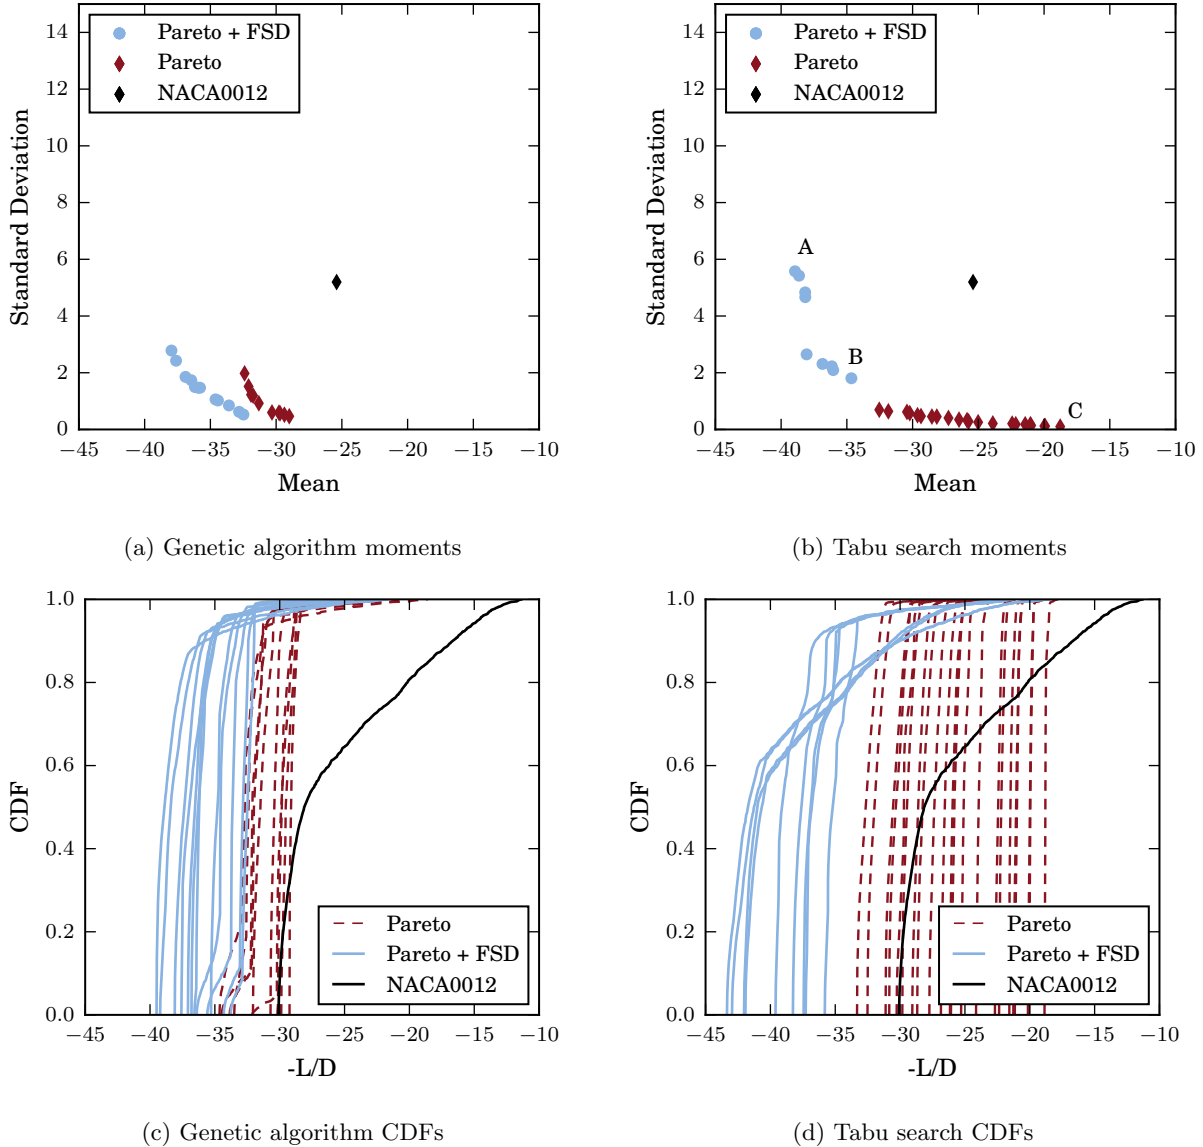 Pareto + FSD
Pareto
NACA0012
14
12
10
8
6
4
2
0
Standard Deviation
−45 −40 −35 −30 −25 −20 −15 −10
Mean
(a) Genetic algorithm moments
Pareto + FSD
Pareto
NACA0012
14
12
10
8
6
4
2
0
Standard Deviation
A
B
C
−45 −40 −35 −30 −25 −20 −15 −10
Mean
(b) Tabu search moments
1.0
0.8
0.6
0.4
0.2
0.0
CDF
Pareto
Pareto + FSD
NACA0012
−45 −40 −35 −30 −25 −20 −15 −10
-L/D
(c) Genetic algorithm CDFs
1.0
0.8
0.6
0.4
0.2
0.0
CDF
Pareto
Pareto + FSD
NACA0012
−45 −40 −35 −30 −25 −20 −15 −10
-L/D
(d) Tabu search CDFs